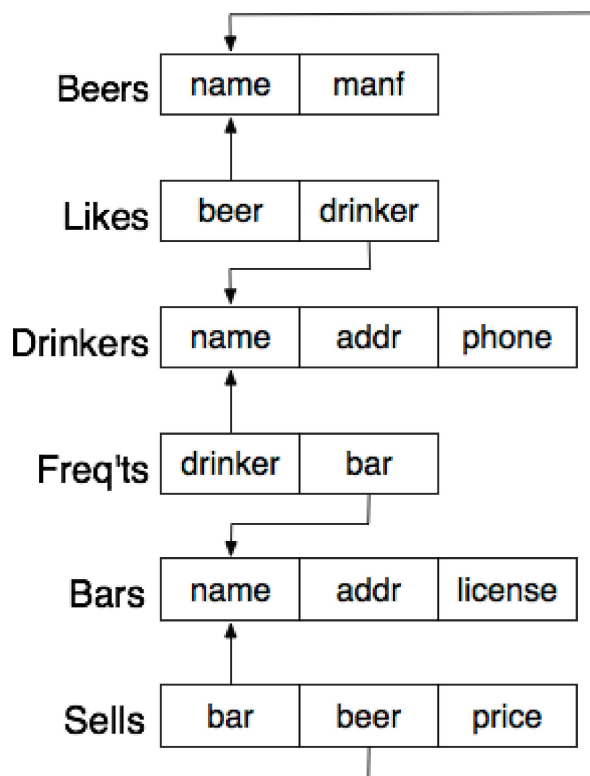 Beers name manf
Likes beer drinker
Drinkers name addr phone
Freq'ts drinker bar
Bars name addr license
Sells bar beer price